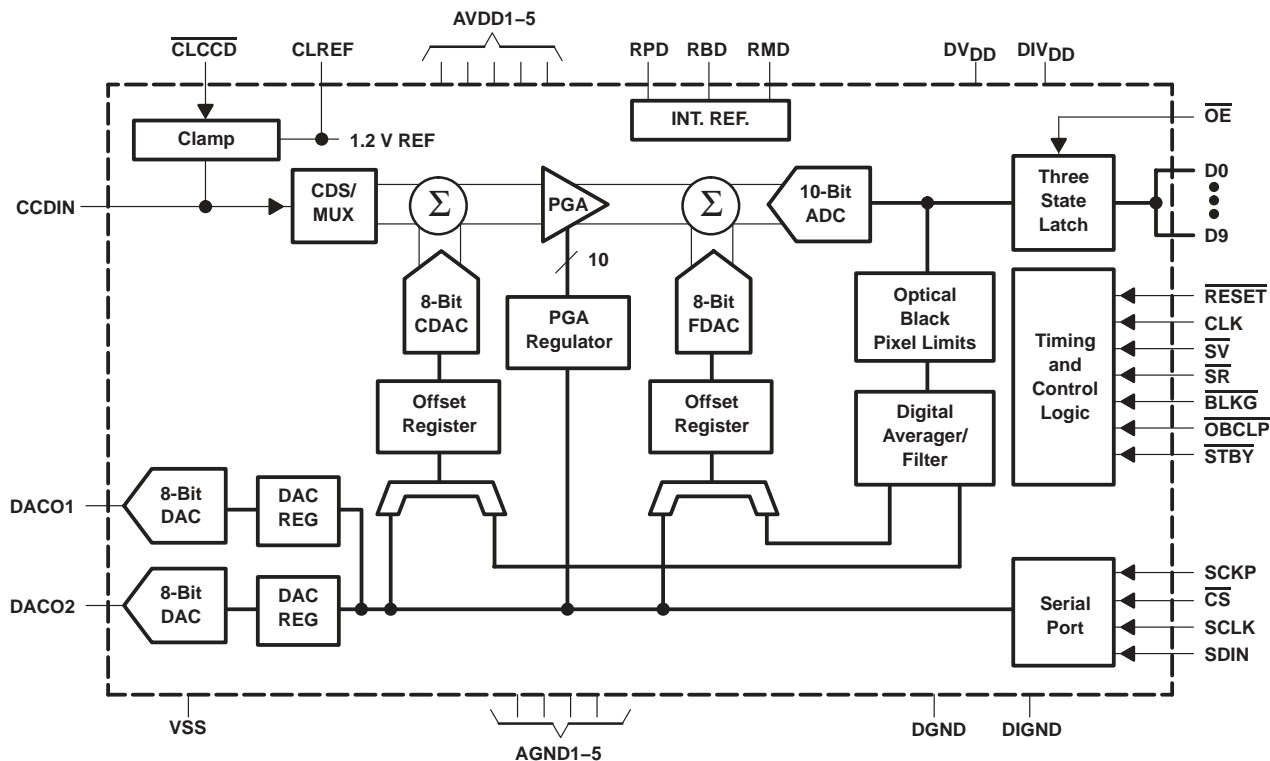 AVDD1–5
CLCCD
CLREF
RPD
RBD
RMD
DVDD
DIVDD
INT. REF.
OE
Clamp
1.2 V REF
CCDIN
CDS/
MUX
Σ
PGA
Σ
10-Bit
ADC
Three
State
Latch
D0
D9
10
8-Bit
CDAC
PGA
Regulator
8-Bit
FDAC
Optical
Black
Pixel Limits
Timing
and
Control
Logic
RESET
CLK
SV
SR
BLKG
OBCLP
STBY
Offset
Register
Offset
Register
Digital
Averager/
Filter
DACO1
8-Bit
DAC
DAC
REG
DACO2
8-Bit
DAC
DAC
REG
Serial
Port
SCKP
CS
SCLK
SDIN
VSS
AGND1–5
DGND
DIGND